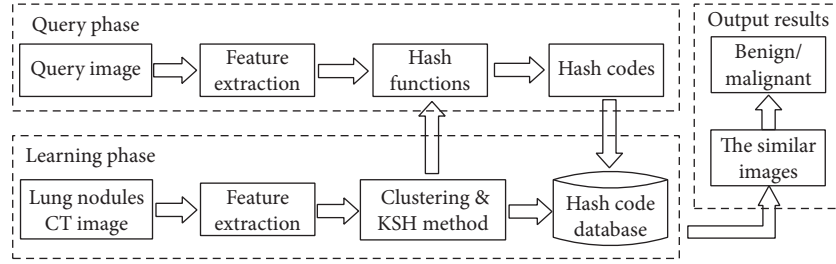 Query phase
Query image
Feature
extraction
Hash
functions
Hash codes
Learning phase
Lung nodules
CT image
Feature
extraction
Clustering &
KSH method
Hash code
database
Output results
Benign/
malignant
The similar
images